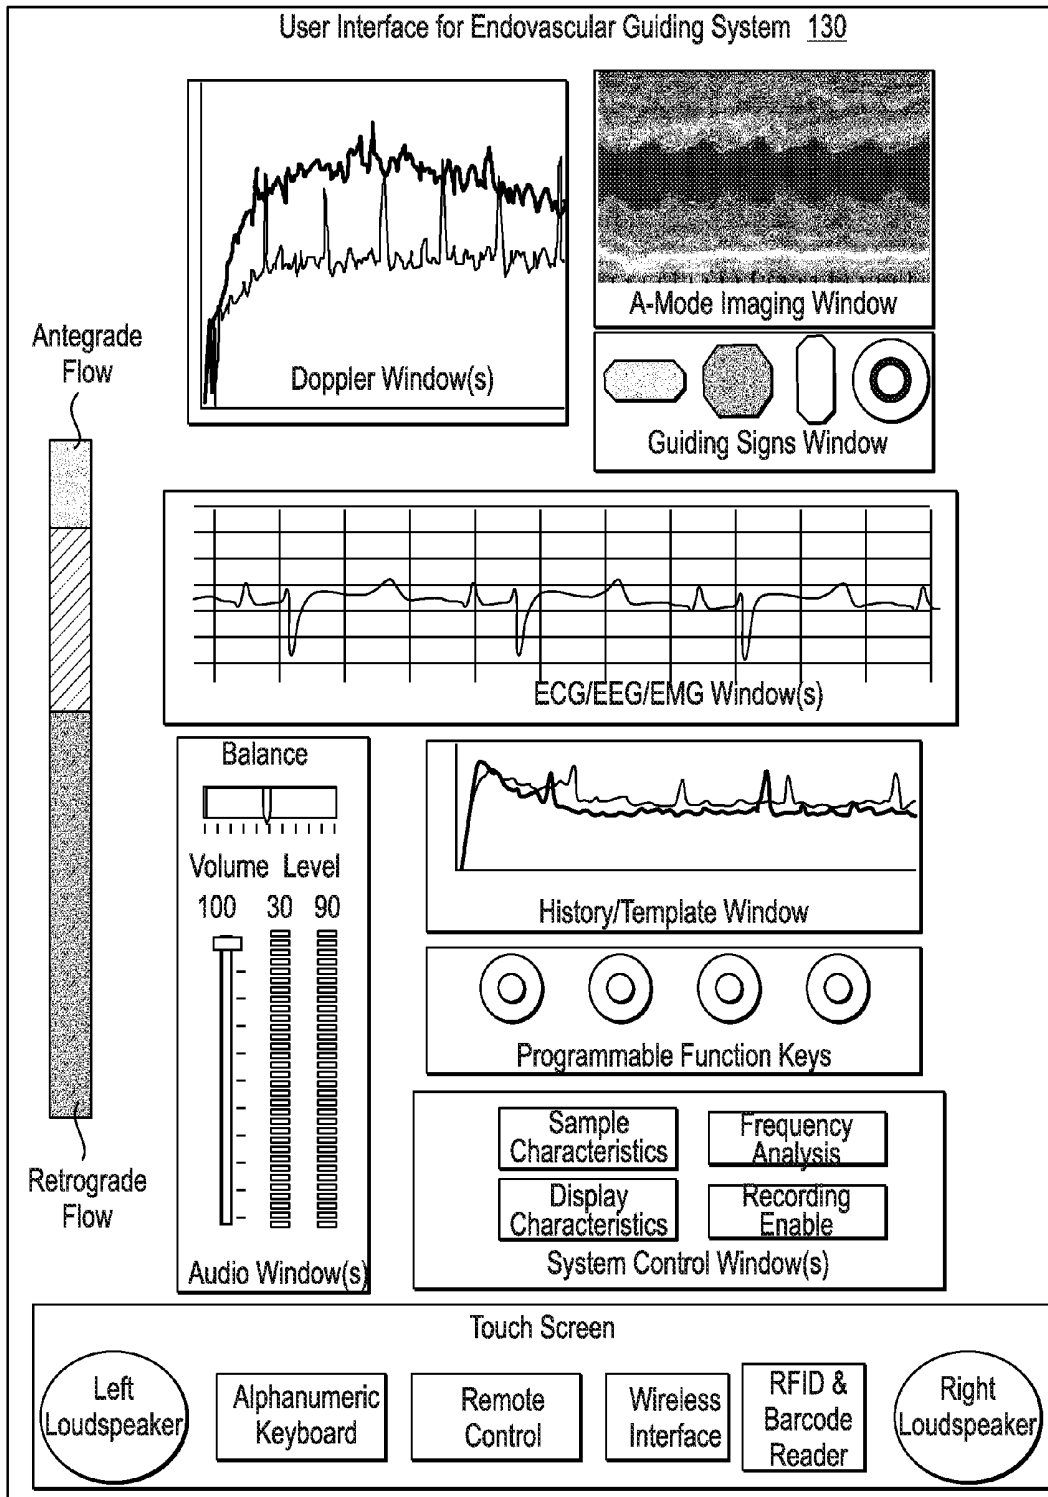 User Interface for Endovascular Guiding System 130
A-Mode Imaging Window
Antegrade
Flow
Doppler Window(s)
Guiding Signs Window
ECG/EEG/EMG Window(s)
Balance
Volume Level
100 30 90
History/Template Window
Programmable Function Keys
Sample
Characteristics
Frequency
Analysis
Retrograde
Flow
Display
Characteristics
Recording
Enable
System Control Window(s)
Audio Window(s)
Touch Screen
Left
Loudspeaker
Alphanumeric
Keyboard
Remote
Control
Wireless
Interface
RFID &
Barcode
Reader
Right
Loudspeaker